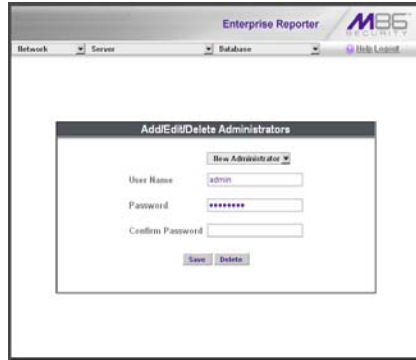 Enterprise Reporter
M86
SECURITY
Network Server Database Help Logout
Add/Edit/Delete Administrators
New Administrator
User Name admin
Password ••••••••
Confirm Password
Save Delete